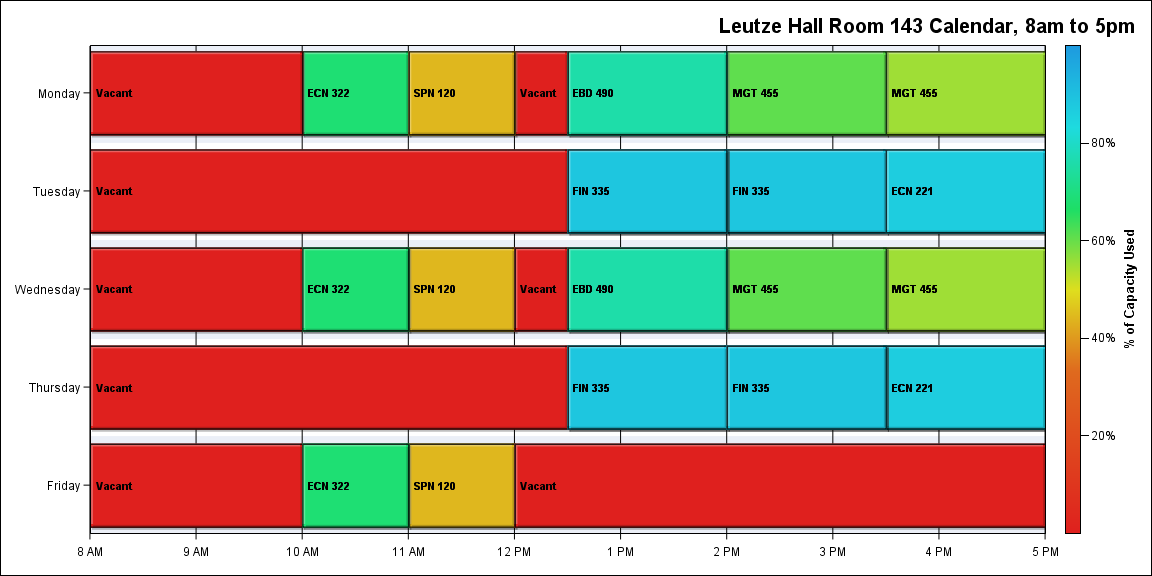 Leutze Hall Room 143 Calendar, 8am to 5pm
Monday
Vacant
ECN 322
SPN 120
Vacant
EBD 490
MGT 455
MGT 455
Tuesday
Vacant
FIN 335
FIN 335
ECN 221
Wednesday
Vacant
ECN 322
SPN 120
Vacant
EBD 490
MGT 455
MGT 455
Thursday
Vacant
FIN 335
FIN 335
ECN 221
Friday
Vacant
ECN 322
SPN 120
Vacant
8 AM
9 AM
10 AM
11 AM
12 PM
1 PM
2 PM
3 PM
4 PM
5 PM
80%
60%
40%
20%
% of Capacity Used